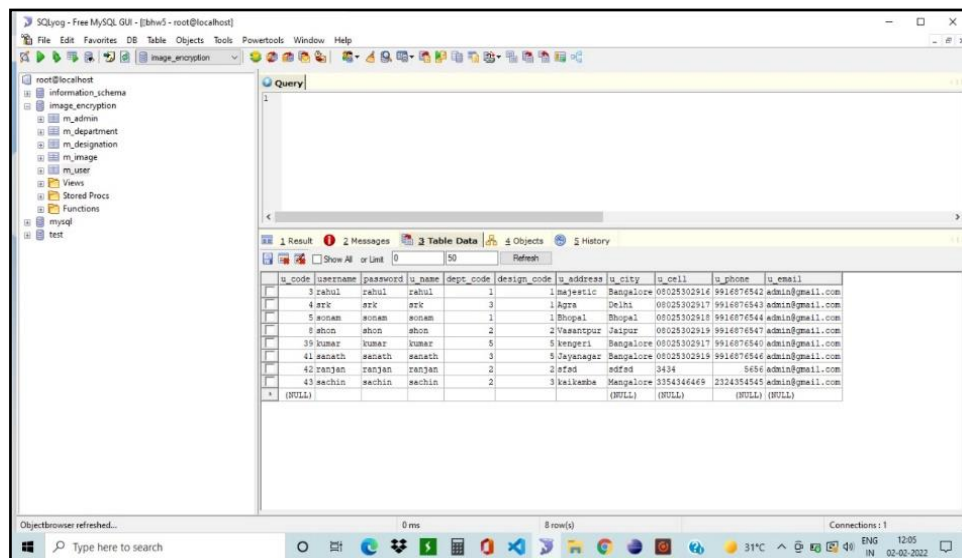 SQLyog - Free MySQL GUI - [bhw5 - root@localhost]
File Edit Favorites DB Table Objects Tools Powertools Window Help
image_encryption
root@localhost
information_schema
image_encryption
m_admin
m_department
m_designation
m_image
m_user
Views
Stored Procs
Functions
mysql
test
Query
1
1 Result 2 Messages 3 Table Data 4 Objects 5 History
Show All or Limit 0 50 Refresh
u_code username password u_name dept_code design_code u_address u_city u_cell u_phone u_email
3 rahul rahul rahul 1 1 majestic Bangalore 08025302916 9916876542 admin@gmail.com
4 srk srk srk 3 1 Agra Delhi 08025302917 9916876543 admin@gmail.com
5 sonam sonam sonam 1 1 Bhopal Bhopal 08025302918 9916876544 admin@gmail.com
8 shon shon shon 2 2 Vasantpur Jaipur 08025302919 9916876547 admin@gmail.com
39 kumar kumar kumar 5 5 kengeri Bangalore 08025302917 9916876540 admin@gmail.com
41 sanath sanath sanath 3 5 Jayanagar Bangalore 08025302919 9916876546 admin@gmail.com
42 ranjan ranjan ranjan 2 2 sfsd sdfsd 3434 5656 admin@gmail.com
43 sachin sachin sachin 2 3 kaikamba Mangalore 3354346469 2324354545 admin@gmail.com
* (NULL) (NULL) (NULL) (NULL) (NULL)
Objectbrowser refreshed... 0 ms 8 row(s) Connections : 1
Type here to search 31°C ENG IN 12:05 02-02-2022